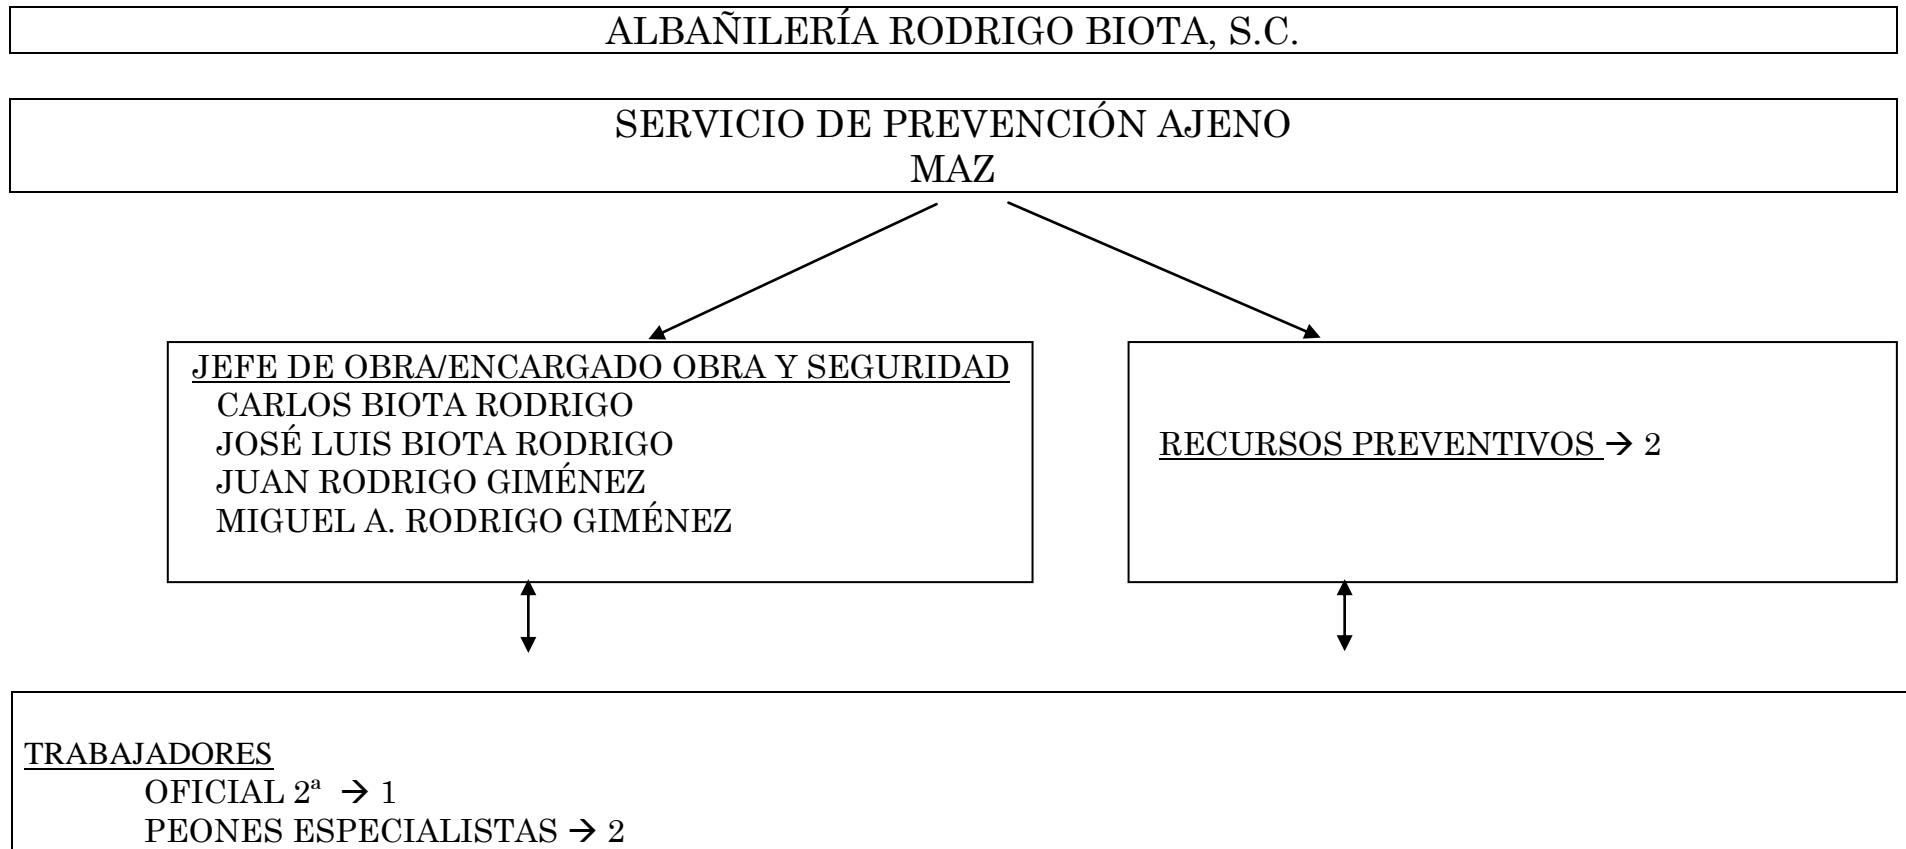 ALBAÑILERÍA RODRIGO BIOTA, S.C.
SERVICIO DE PREVENCIÓN AJENO
MAZ
JEFE DE OBRA/ENCARGADO OBRA Y SEGURIDAD
CARLOS BIOTA RODRIGO
JOSÉ LUIS BIOTA RODRIGO
JUAN RODRIGO GIMÉNEZ
MIGUEL A. RODRIGO GIMÉNEZ
RECURSOS PREVENTIVOS → 2
TRABAJADORES
OFICIAL 2ª → 1
PEONES ESPECIALISTAS → 2